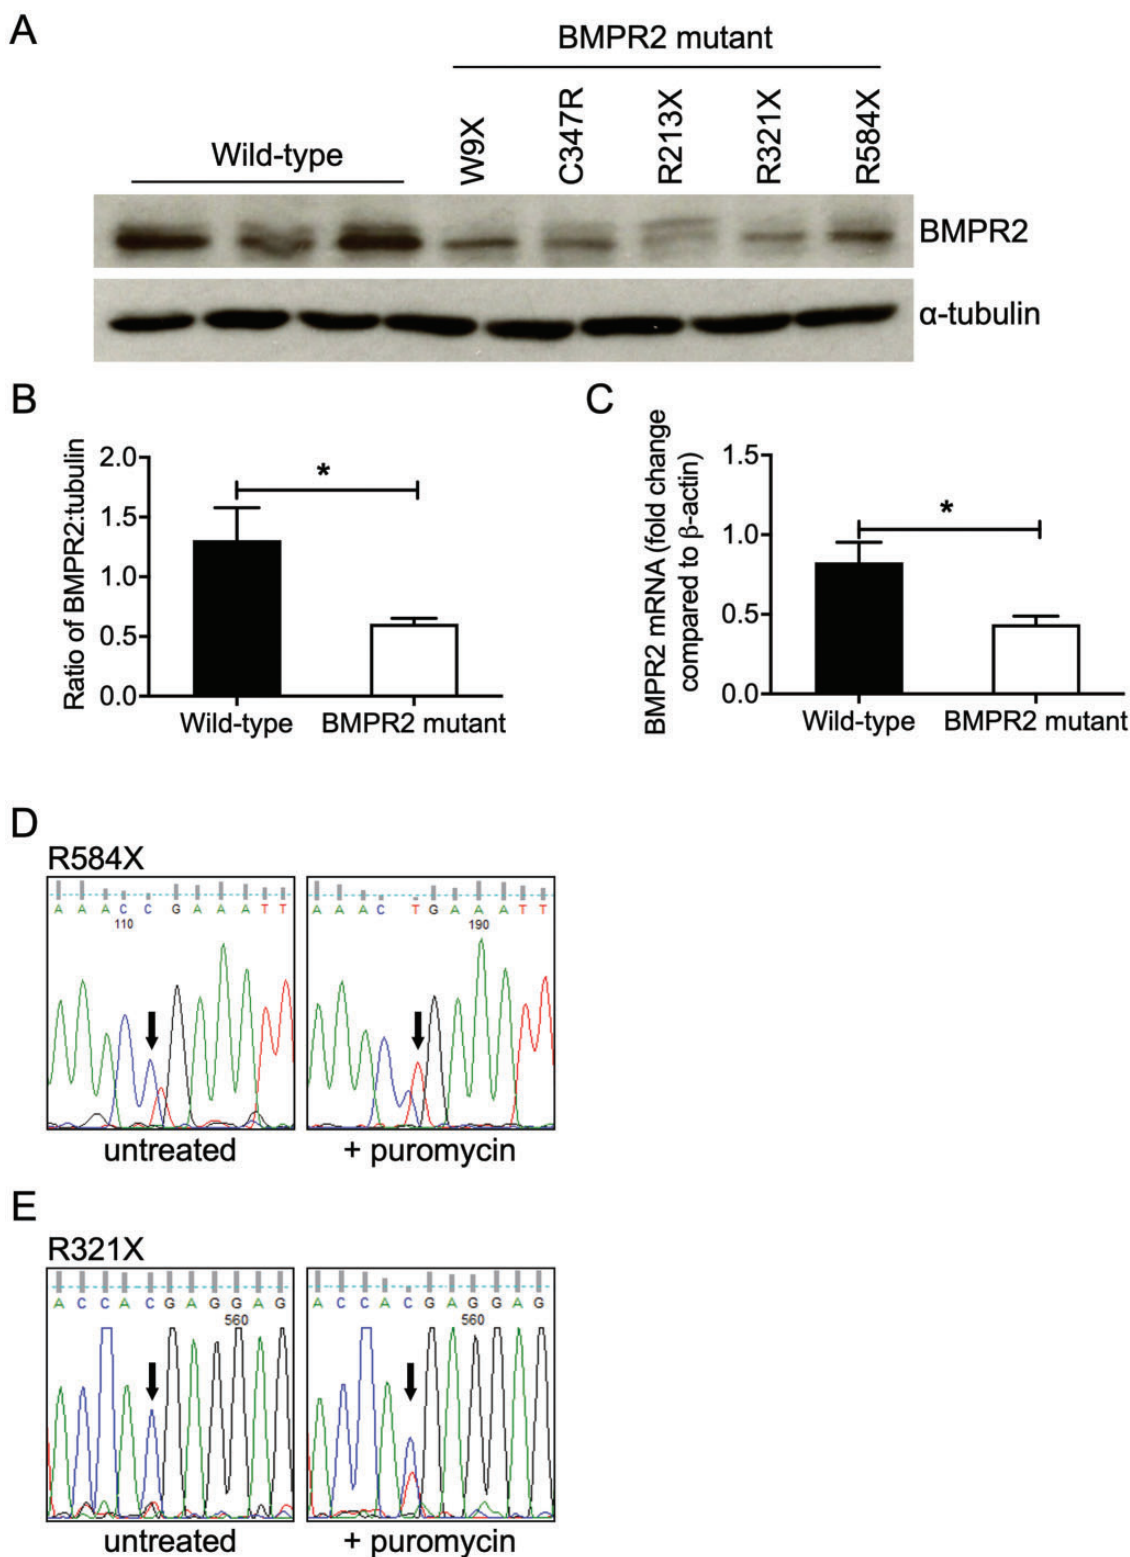 A
BMPR2 mutant
Wild-type
W9X
C347R
R213X
R321X
R584X
BMPR2
α-tubulin
B
Ratio of BMPR2:tubulin
2.0
1.5
1.0
0.5
0.0
*
Wild-type
BMPR2 mutant
C
BMPR2 mRNA (fold change
compared to β-actin)
1.5
1.0
0.5
0.0
*
Wild-type
BMPR2 mutant
D
R584X
A A A C C G A A A T T
110
untreated
A A A C T G A A A T T
190
+ puromycin
E
R321X
A C C A C G A G G A G
560
untreated
A C C A C G A G G A G
560
+ puromycin